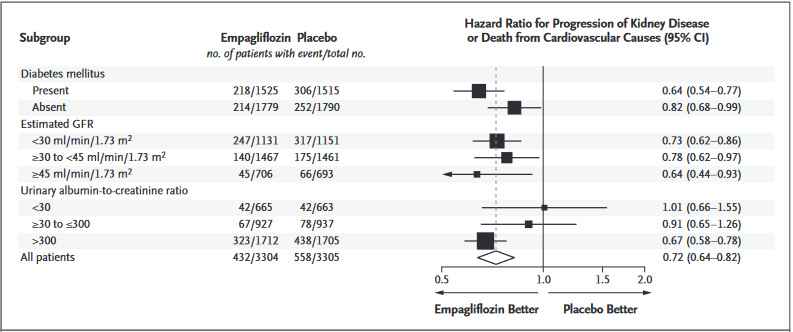 Hazard Ratio for Progression of Kidney Disease
or Death from Cardiovascular Causes (95% CI)
Subgroup Empagliflozin Placebo
no. of patients with event/total no.
Diabetes mellitus
Present 218/1525 306/1515 0.64 (0.54–0.77)
Absent 214/1779 252/1790 0.82 (0.68–0.99)
Estimated GFR
<30 ml/min/1.73 m² 247/1131 317/1151 0.73 (0.62–0.86)
≥30 to <45 ml/min/1.73 m² 140/1467 175/1461 0.78 (0.62–0.97)
≥45 ml/min/1.73 m² 45/706 66/693 0.64 (0.44–0.93)
Urinary albumin-to-creatinine ratio
<30 42/665 42/663 1.01 (0.66–1.55)
≥30 to ≤300 67/927 78/937 0.91 (0.65–1.26)
>300 323/1712 438/1705 0.67 (0.58–0.78)
All patients 432/3304 558/3305 0.72 (0.64–0.82)
0.5 1.0 1.5 2.0
Empagliflozin Better Placebo Better